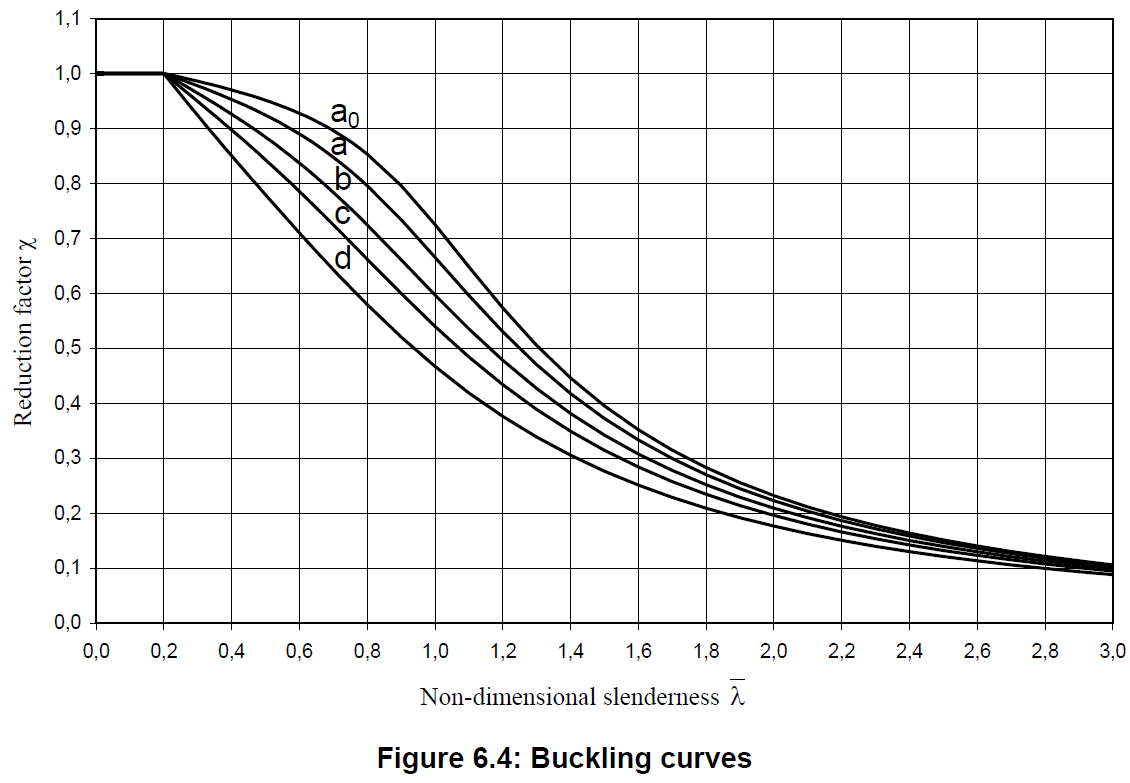 1,1
1,0
0,9
0,8
0,7
0,6
0,5
0,4
0,3
0,2
0,1
0,0
Reduction factor χ
a₀
a
b
c
d
0,0 0,2 0,4 0,6 0,8 1,0 1,2 1,4 1,6 1,8 2,0 2,2 2,4 2,6 2,8 3,0
Non-dimensional slenderness λ̅
Figure 6.4: Buckling curves